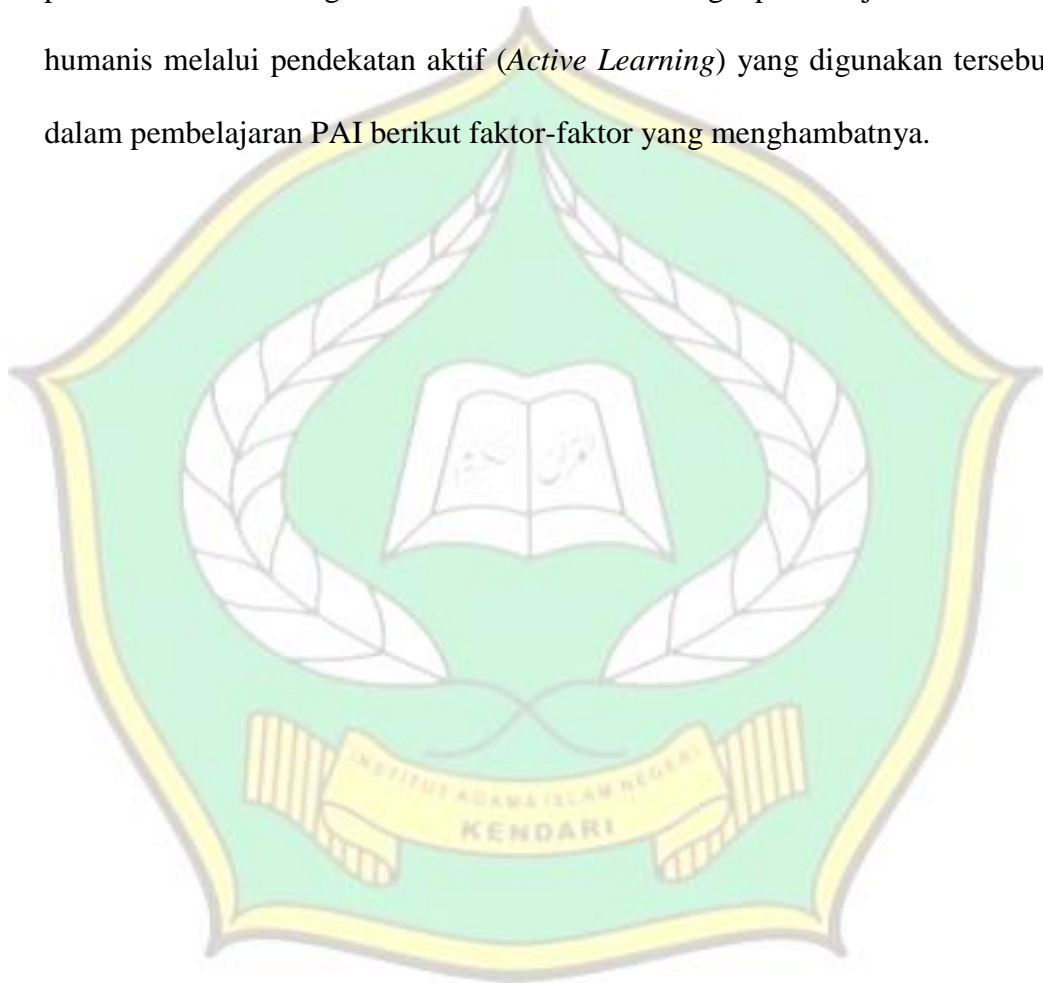 humanis melalui pendekatan aktif (Active Learning) yang digunakan tersebu
dalam pembelajaran PAI berikut faktor-faktor yang menghambatnya.
INSTITUT AGAMA ISLAM NEGERI
KENDARI